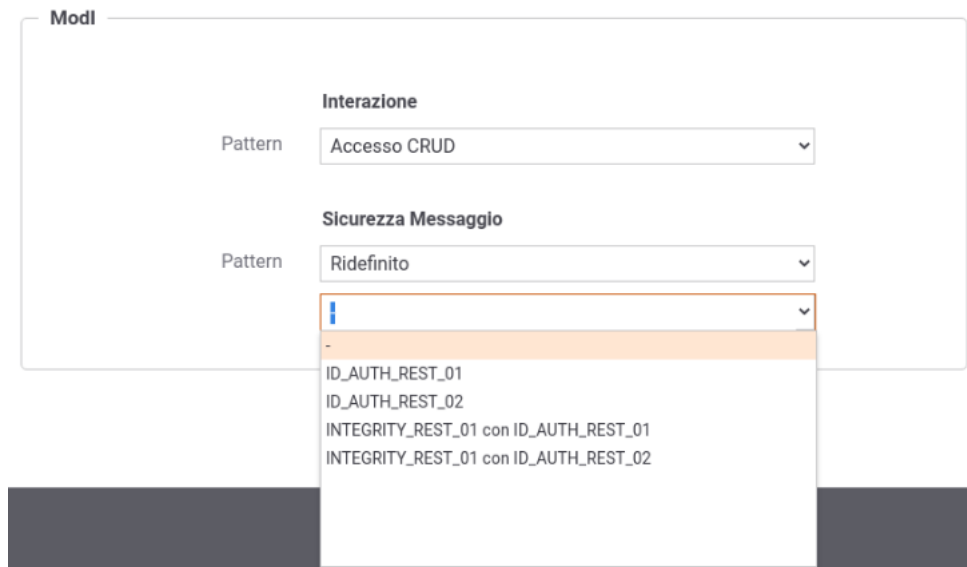 ModI
Interazione
Pattern Accesso CRUD
Sicurezza Messaggio
Pattern Ridefinito
-
-
ID_AUTH_REST_01
ID_AUTH_REST_02
INTEGRITY_REST_01 con ID_AUTH_REST_01
INTEGRITY_REST_01 con ID_AUTH_REST_02